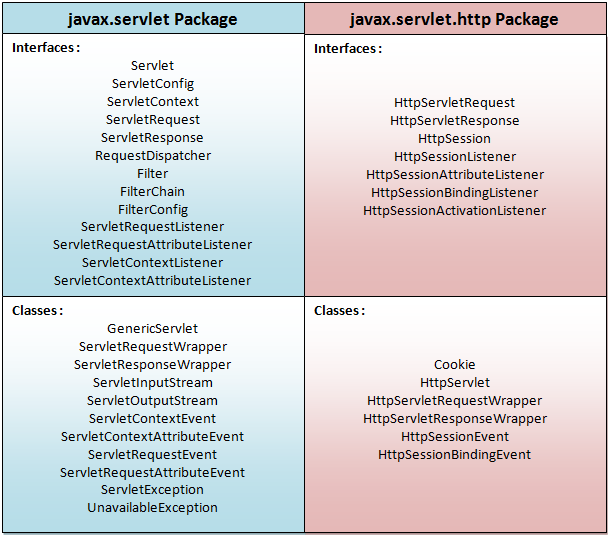 javax.servlet Package
Interfaces:
Servlet
ServletConfig
ServletContext
ServletRequest
ServletResponse
RequestDispatcher
Filter
FilterChain
FilterConfig
ServletRequestListener
ServletRequestAttributeListener
ServletContextListener
ServletContextAttributeListener
Classes:
GenericServlet
ServletRequestWrapper
ServletResponseWrapper
ServletInputStream
ServletOutputStream
ServletContextEvent
ServletContextAttributeEvent
ServletRequestEvent
ServletRequestAttributeEvent
ServletException
UnavailableException
javax.servlet.http Package
Interfaces:
HttpServletRequest
HttpServletResponse
HttpSession
HttpSessionListener
HttpSessionAttributeListener
HttpSessionBindingListener
HttpSessionActivationListener
Classes:
Cookie
HttpServlet
HttpServletRequestWrapper
HttpServletResponseWrapper
HttpSessionEvent
HttpSessionBindingEvent